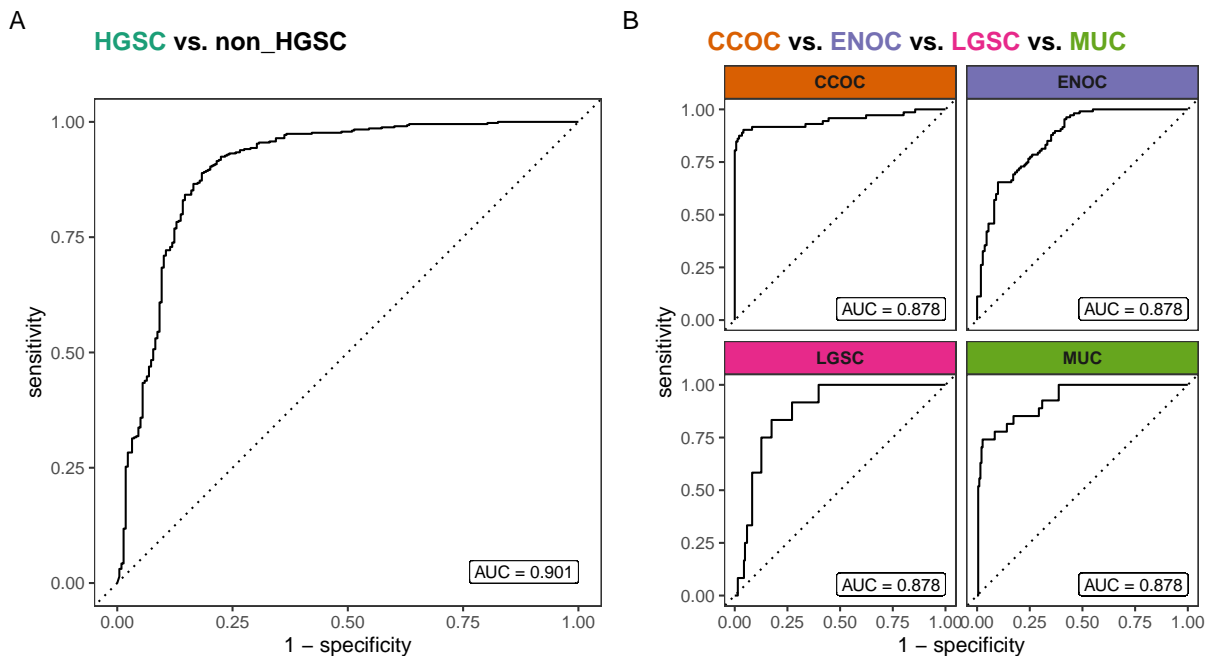 A
HGSC vs. non_HGSC
1.00
0.75
0.50
0.25
0.00
sensitivity
AUC = 0.901
0.00 0.25 0.50 0.75 1.00
1 − specificity
B
CCOC vs. ENOC vs. LGSC vs. MUC
CCOC
ENOC
1.00
0.75
0.50
0.25
0.00
AUC = 0.878
AUC = 0.878
sensitivity
LGSC
MUC
1.00
0.75
0.50
0.25
0.00
AUC = 0.878
AUC = 0.878
0.00 0.25 0.50 0.75 1.00
0.00 0.25 0.50 0.75 1.00
1 − specificity